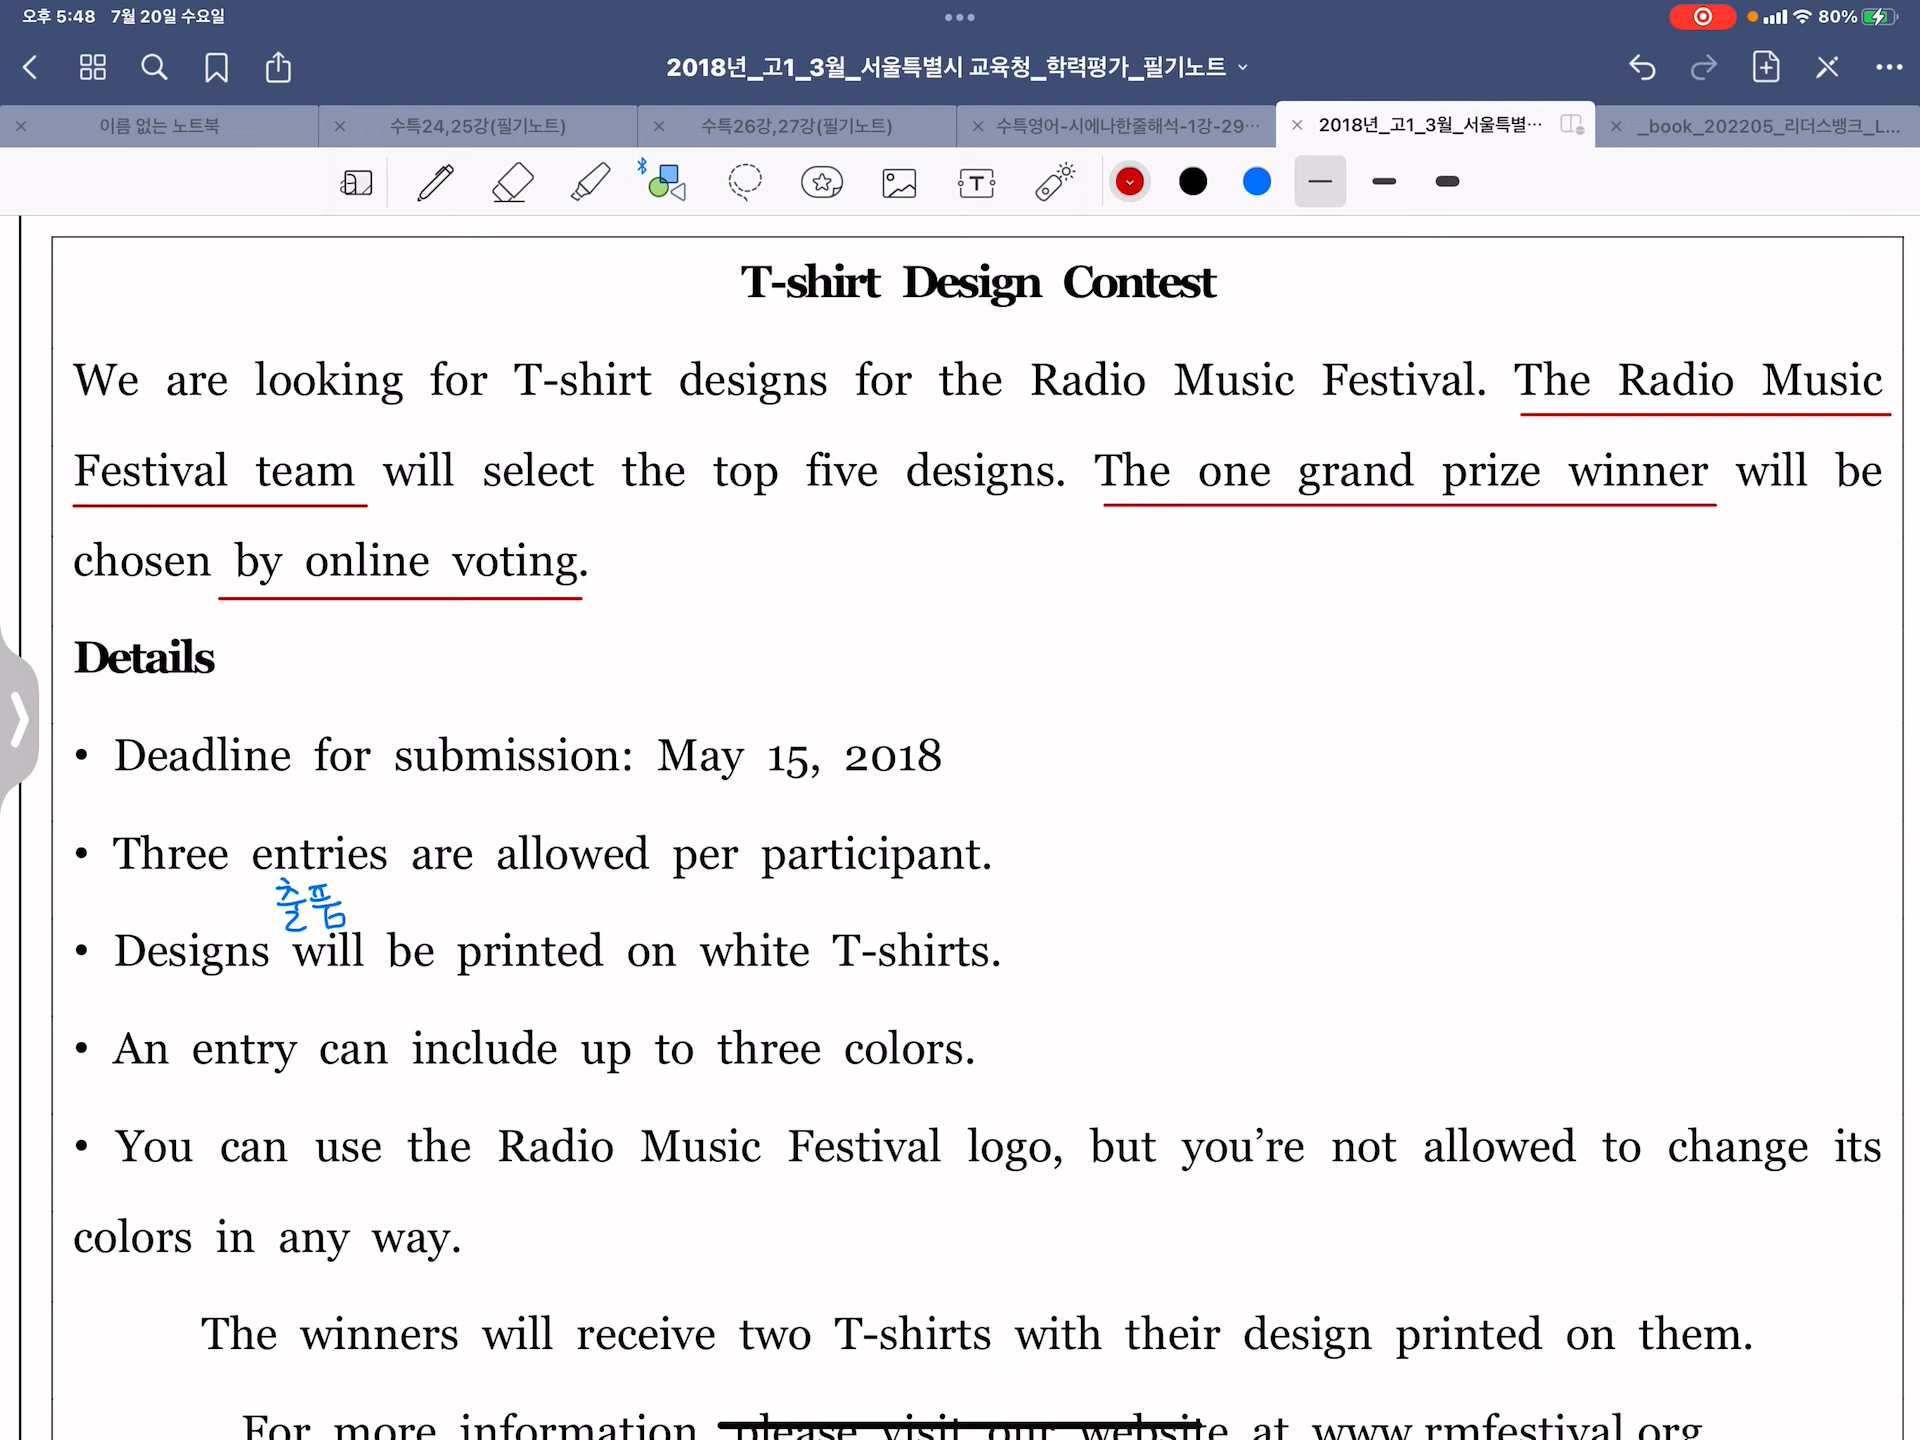 오후 5:48 7월 20일 수요일
80%
2018년_고1_3월_서울특별시 교육청_학력평가_필기노트
이름 없는 노트북
수특24,25강(필기노트)
수특26강,27강(필기노트)
수특영어-시에나한줄해석-1강-29…
2018년_고1_3월_서울특별…
_book_202205_리더스뱅크_L...
T-shirt Design Contest
We are looking for T-shirt designs for the Radio Music Festival. The Radio Music
Festival team will select the top five designs. The one grand prize winner will be
chosen by online voting.
Details
• Deadline for submission: May 15, 2018
• Three entries are allowed per participant.
출품
• Designs will be printed on white T-shirts.
• An entry can include up to three colors.
• You can use the Radio Music Festival logo, but you’re not allowed to change its
colors in any way.
The winners will receive two T-shirts with their design printed on them.
For more information please visit our website at www.rmfestival.org